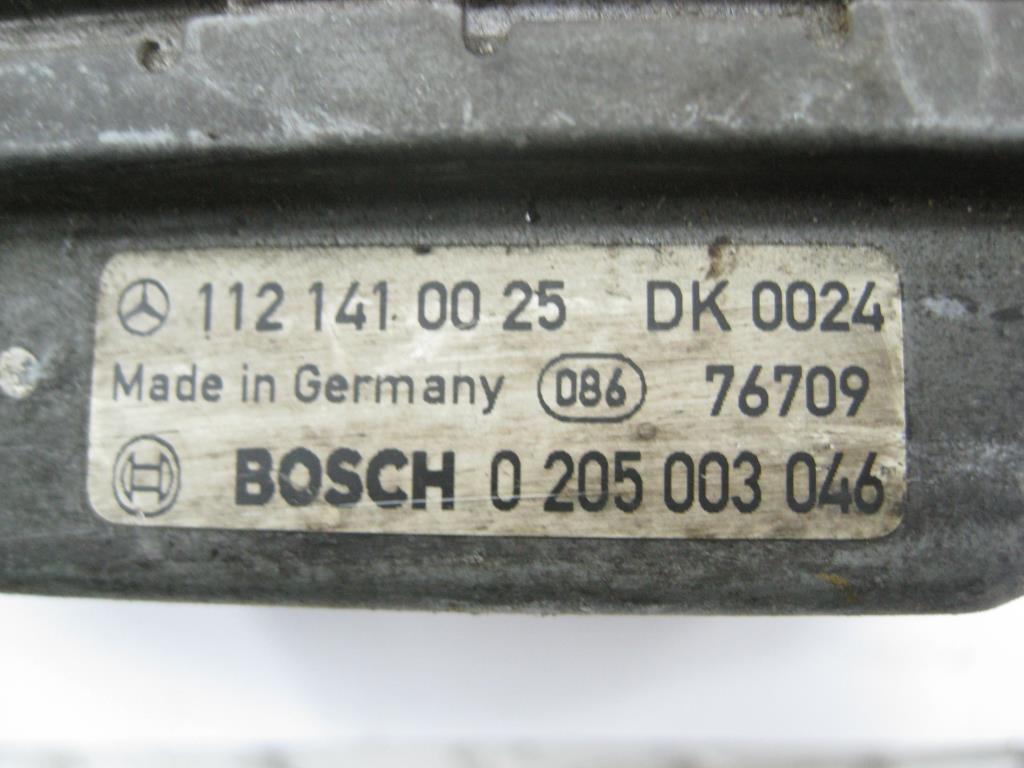 112 141 00 25 DK 0024
Made in Germany 086 76709
BOSCH 0 205 003 046